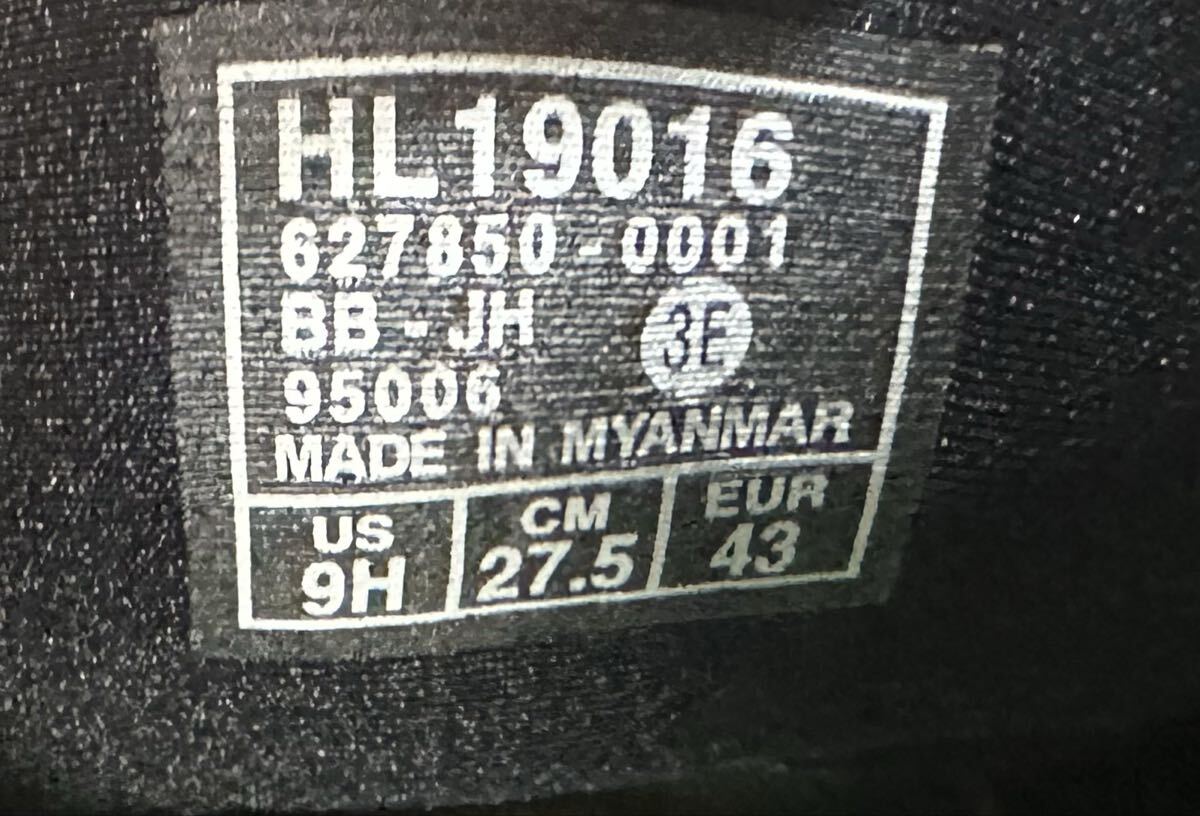 HL19016
627850-0001
BB-JH 3E
95006
MADE IN MYANMAR
US CM EUR
9H 27.5 43